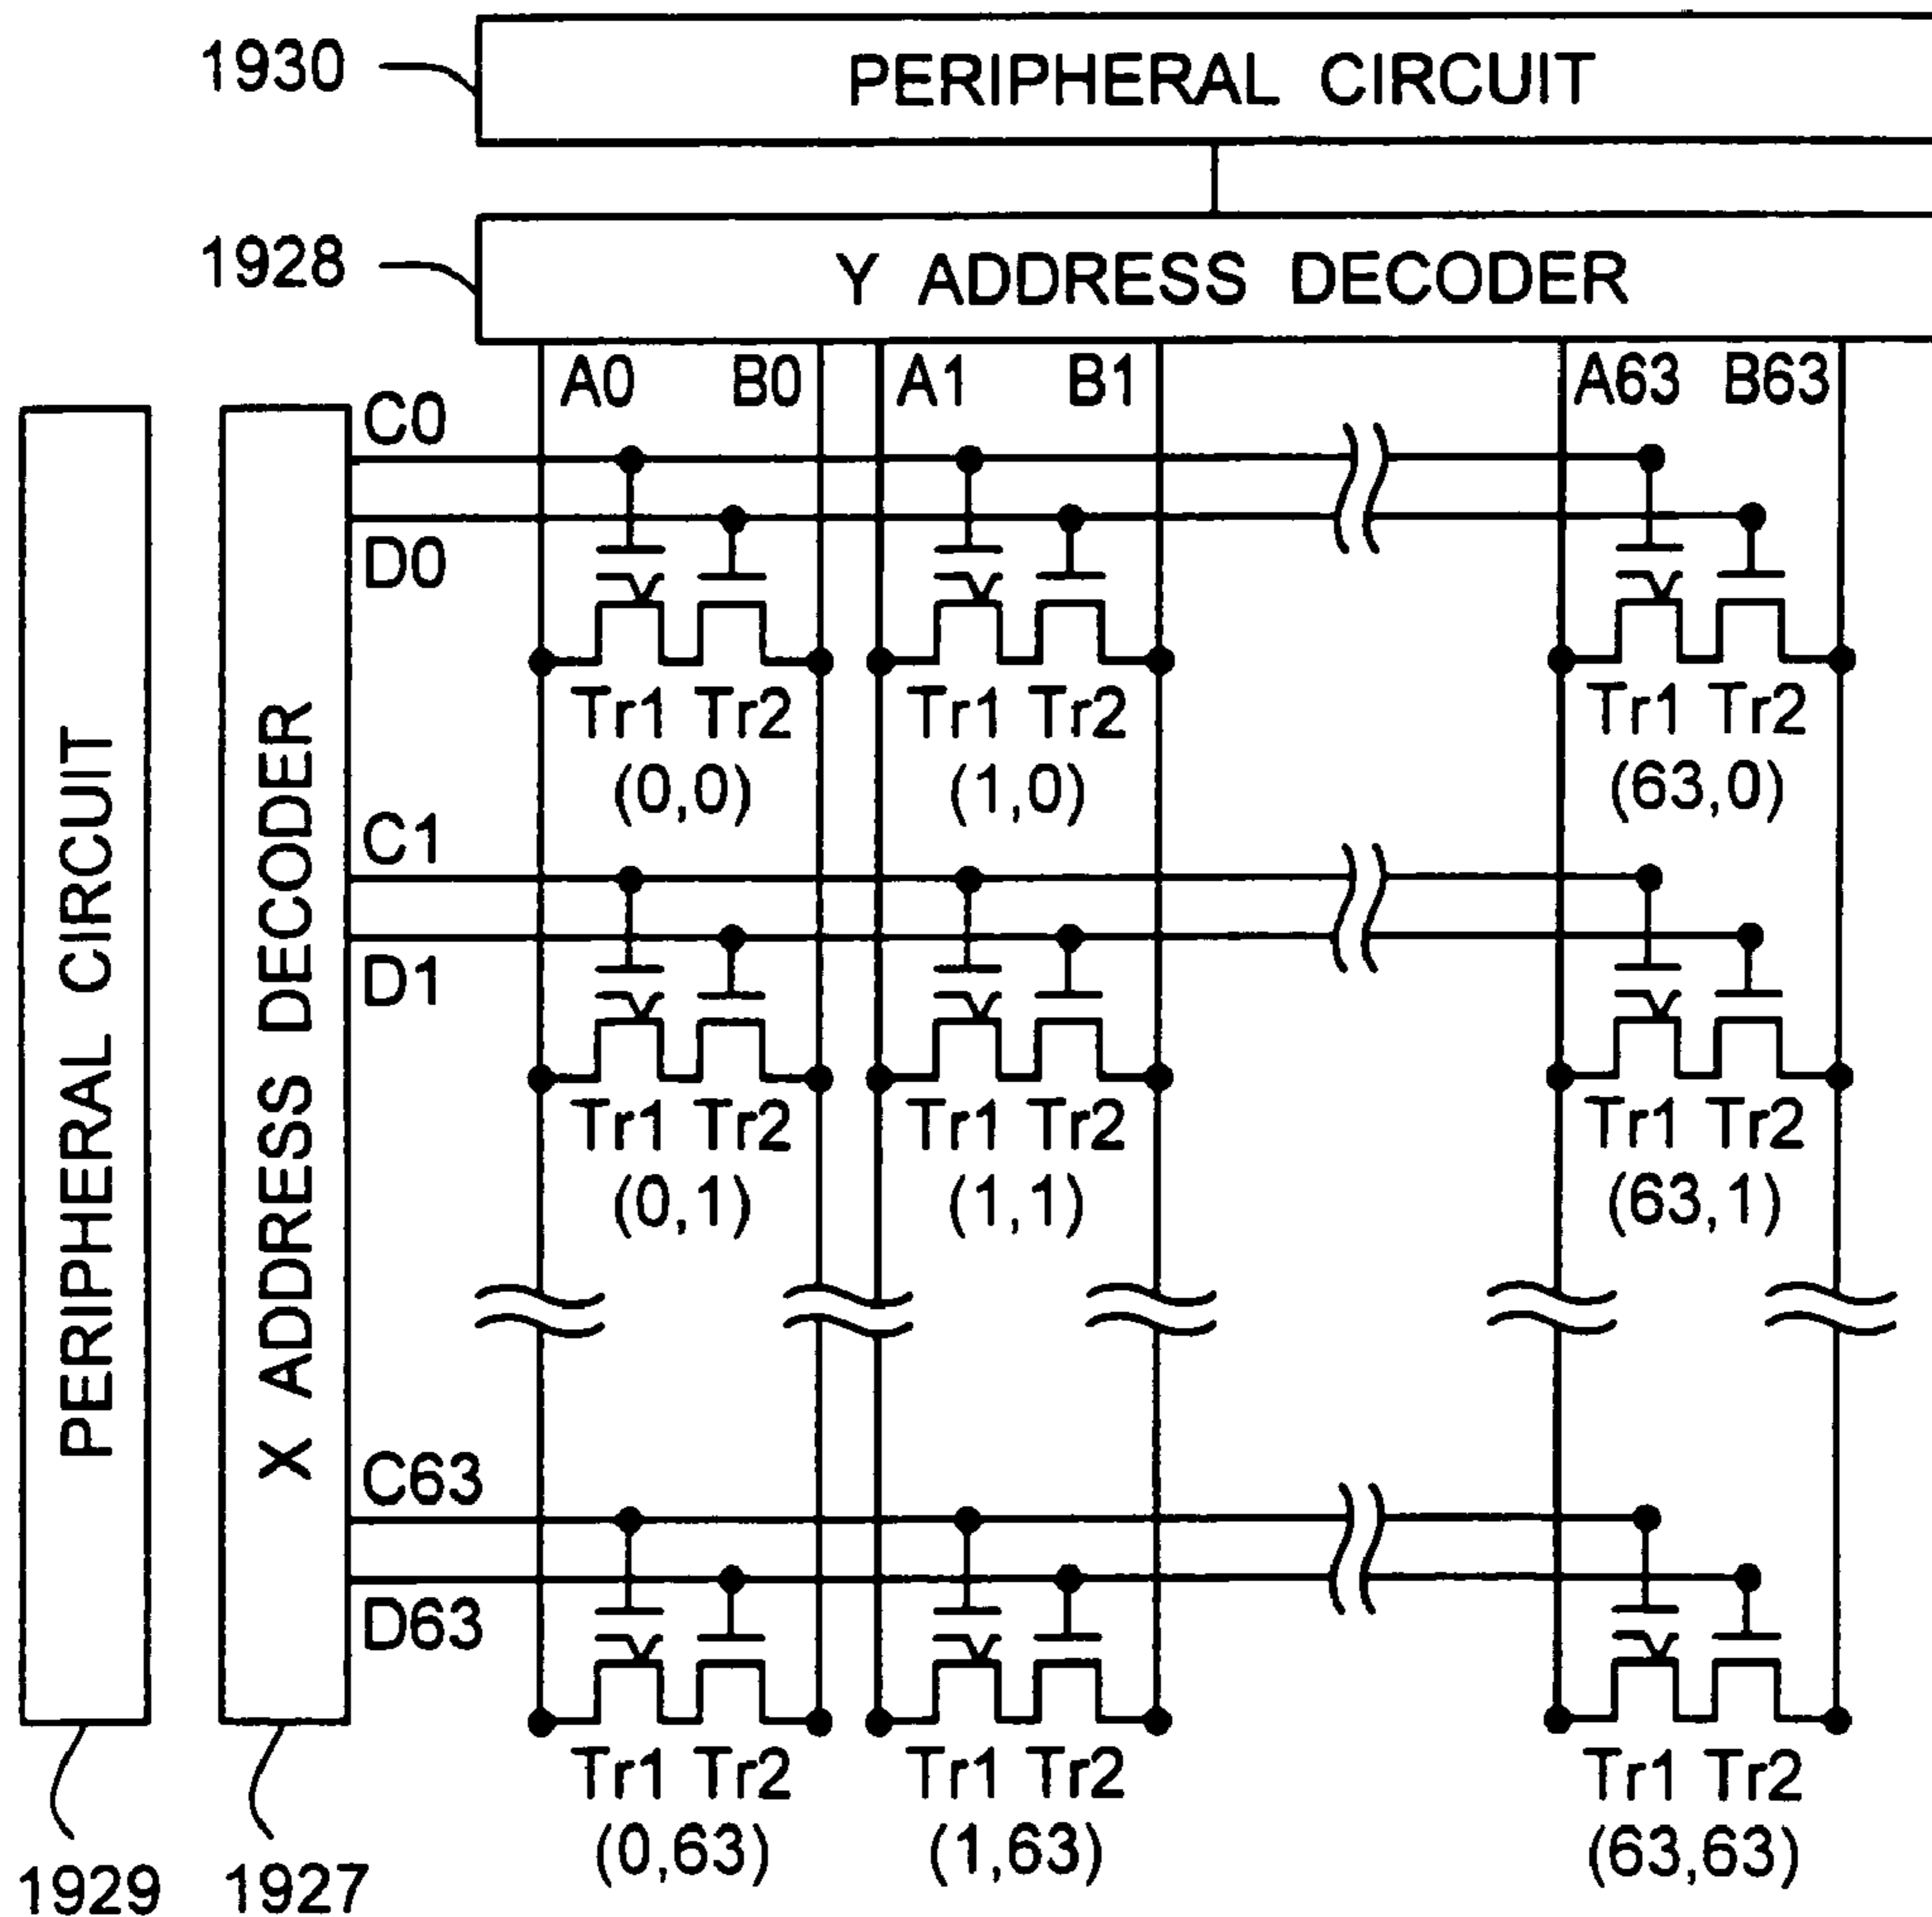 1930
PERIPHERAL CIRCUIT
1928
Y ADDRESS DECODER
A0
B0
A1
B1
A63
B63
C0
D0
Tr1 Tr2
(0,0)
Tr1 Tr2
(1,0)
Tr1 Tr2
(63,0)
C1
D1
Tr1 Tr2
(0,1)
Tr1 Tr2
(1,1)
Tr1 Tr2
(63,1)
PERIPHERAL CIRCUIT
X ADDRESS DECODER
C63
D63
Tr1 Tr2
(0,63)
Tr1 Tr2
(1,63)
Tr1 Tr2
(63,63)
1929
1927